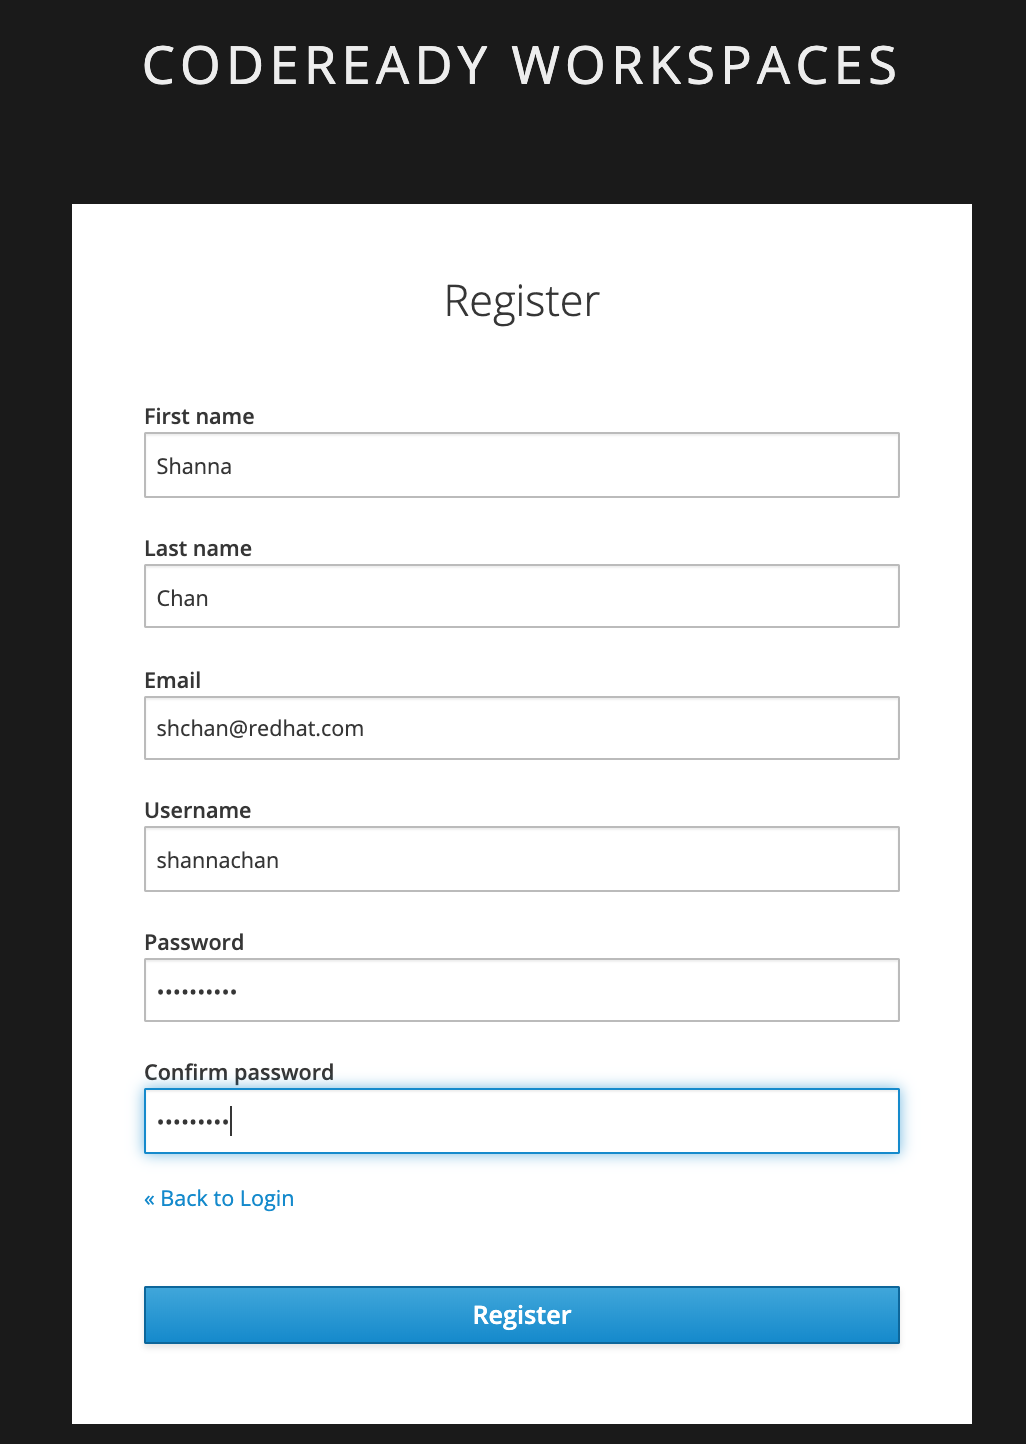 CODEREADY WORKSPACES
Register
First name
Shanna
Last name
Chan
Email
shchan@redhat.com
Username
shannachan
Password
••••••••••
Confirm password
•••••••••
« Back to Login
Register